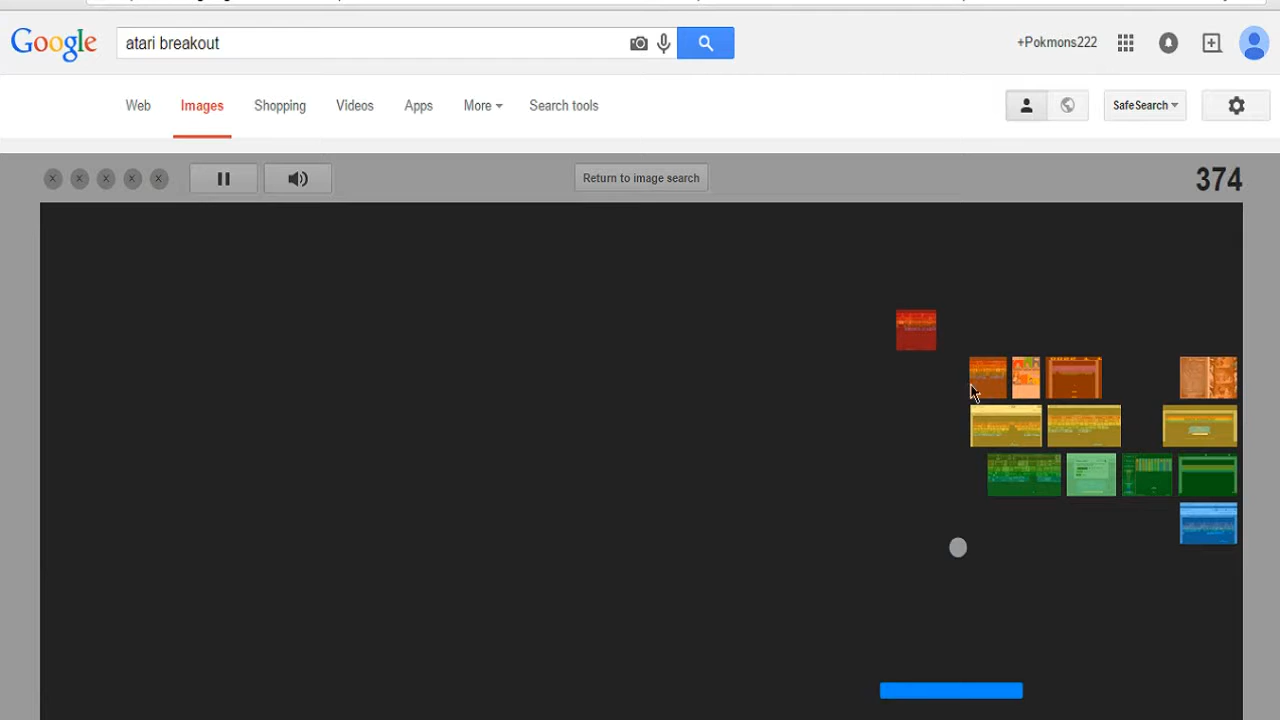 Google
atari breakout
+Pokmons222
Web Images Shopping Videos Apps More Search tools
SafeSearch
Return to image search
374